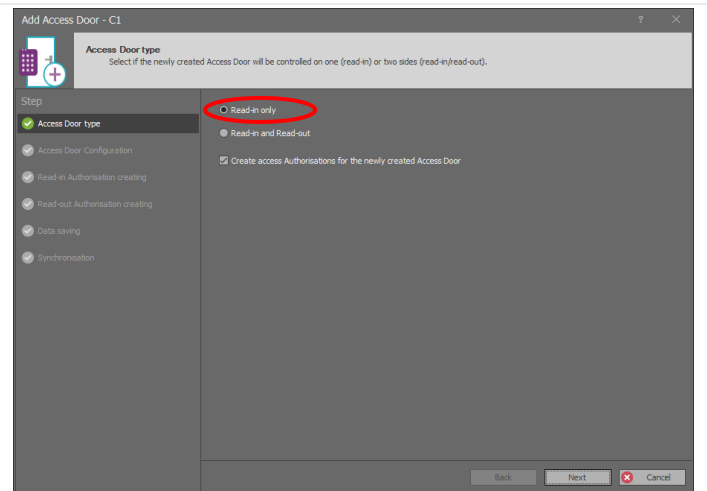 Add Access Door - C1
?
Access Door type
Select if the newly created Access Door will be controlled on one (read-in) or two sides (read-in/read-out).
Step
Access Door type
Access Door Configuration
Read-in Authorisation creating
Read-out Authorisation creating
Data saving
Synchronisation
Read-in only
Read-in and Read-out
Create access Authorisations for the newly created Access Door
Back
Next
Cancel